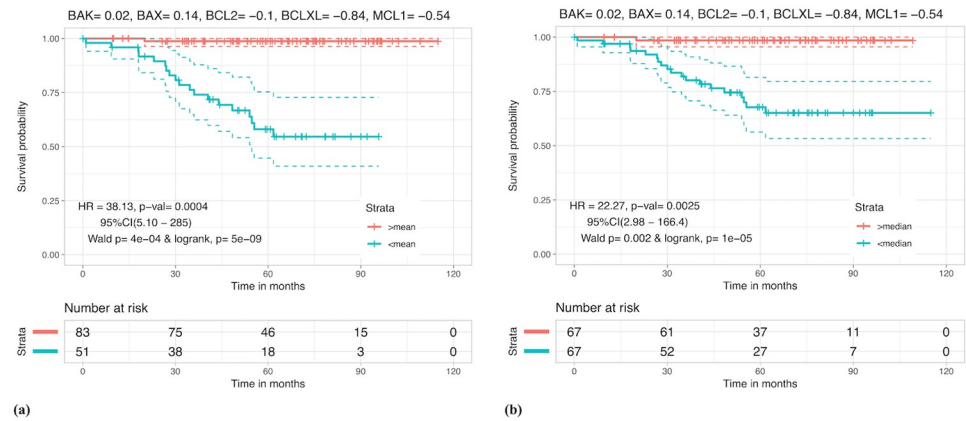 BAK= 0.02, BAX= 0.14, BCL2= −0.1, BCLXL= −0.84, MCL1= −0.54
1.00
0.75
0.50
0.25
0.00
Survival probability
HR = 38.13, p−val= 0.0004
95%CI(5.10 − 285)
Wald p= 4e−04 & logrank, p= 5e−09
Strata
>mean
<mean
0 30 60 90 120
Time in months
Number at risk
Strata
83 75 46 15 0
51 38 18 3 0
0 30 60 90 120
Time in months
(a)
BAK= 0.02, BAX= 0.14, BCL2= −0.1, BCLXL= −0.84, MCL1= −0.54
1.00
0.75
0.50
0.25
0.00
Survival probability
HR = 22.27, p−val= 0.0025
95%CI(2.98 − 166.4)
Wald p= 0.002 & logrank, p= 1e−05
Strata
>median
<median
0 30 60 90 120
Time in months
Number at risk
Strata
67 61 37 11 0
67 52 27 7 0
0 30 60 90 120
Time in months
(b)